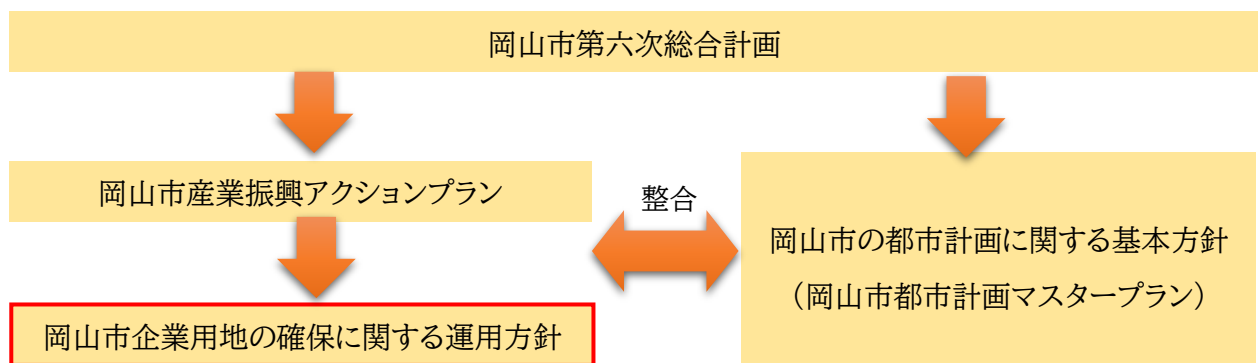 岡山市第六次総合計画
岡山市産業振興アクションプラン
整合
岡山市の都市計画に関する基本方針
（岡山市都市計画マスタープラン）
岡山市企業用地の確保に関する運用方針